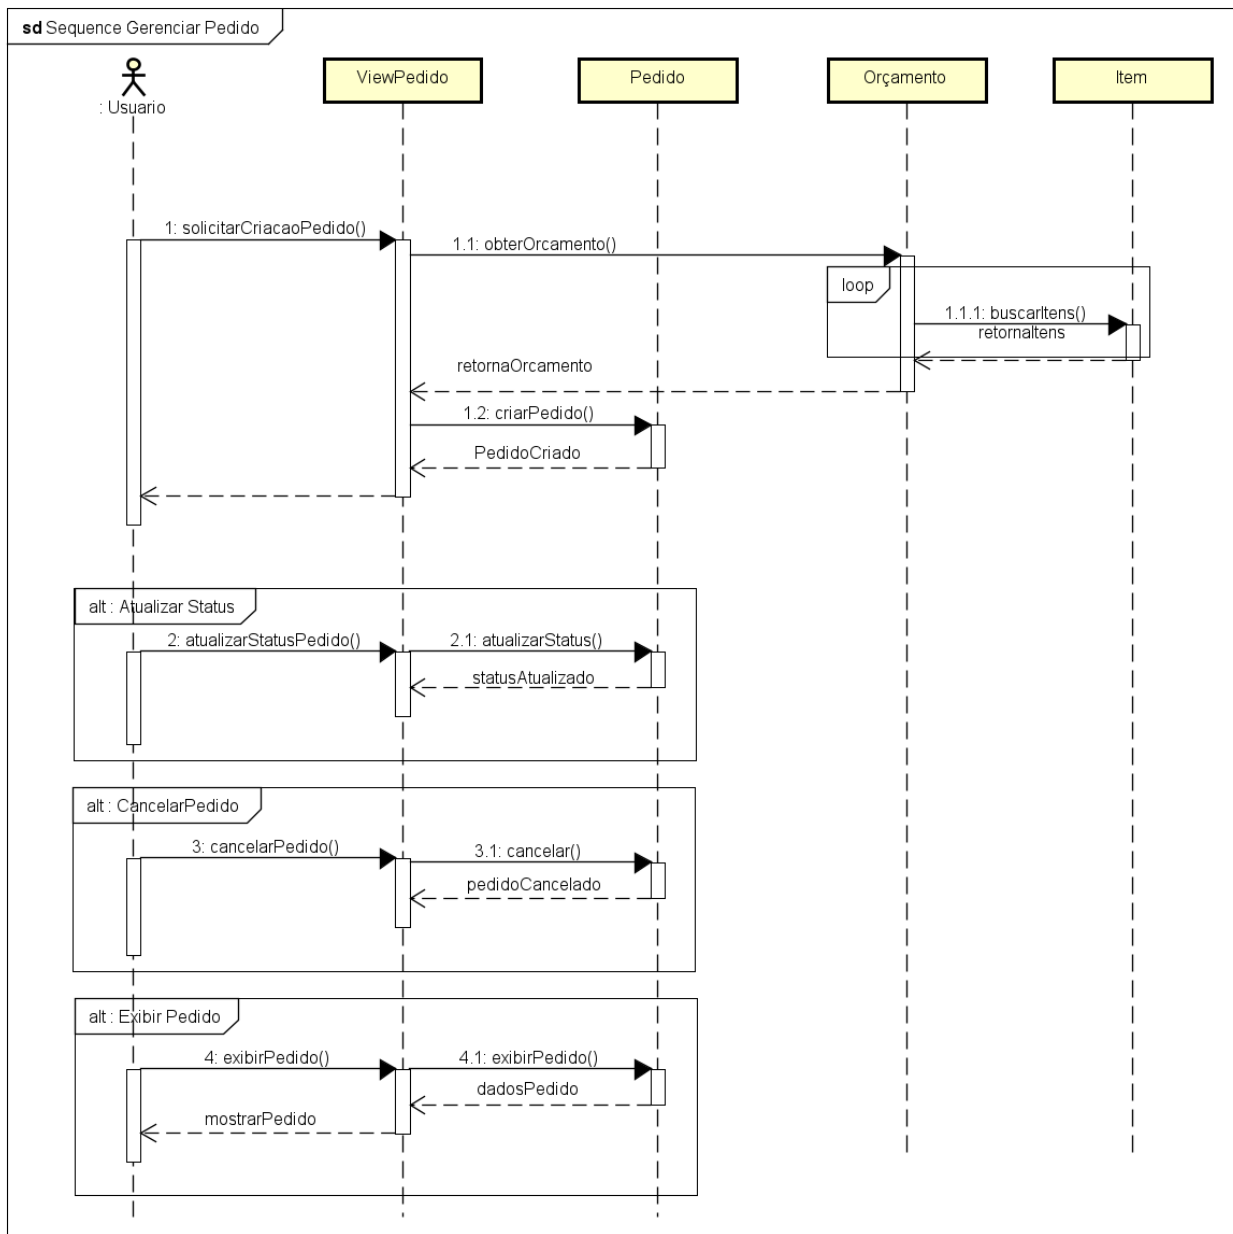 sd Sequence Gerenciar Pedido
: Usuario
ViewPedido
Pedido
Orçamento
Item
1: solicitarCriacaoPedido()
1.1: obterOrcamento()
loop
1.1.1: buscarItens()
retornaItens
retornaOrcamento
1.2: criarPedido()
PedidoCriado
alt : Atualizar Status
2: atualizarStatusPedido()
2.1: atualizarStatus()
statusAtualizado
alt : CancelarPedido
3: cancelarPedido()
3.1: cancelar()
pedidoCancelado
alt : Exibir Pedido
4: exibirPedido()
4.1: exibirPedido()
dadosPedido
mostrarPedido